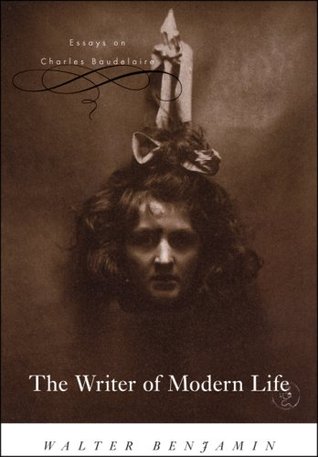 Essays on
Charles Baudelaire
The Writer of Modern Life
WALTER BENJAMIN